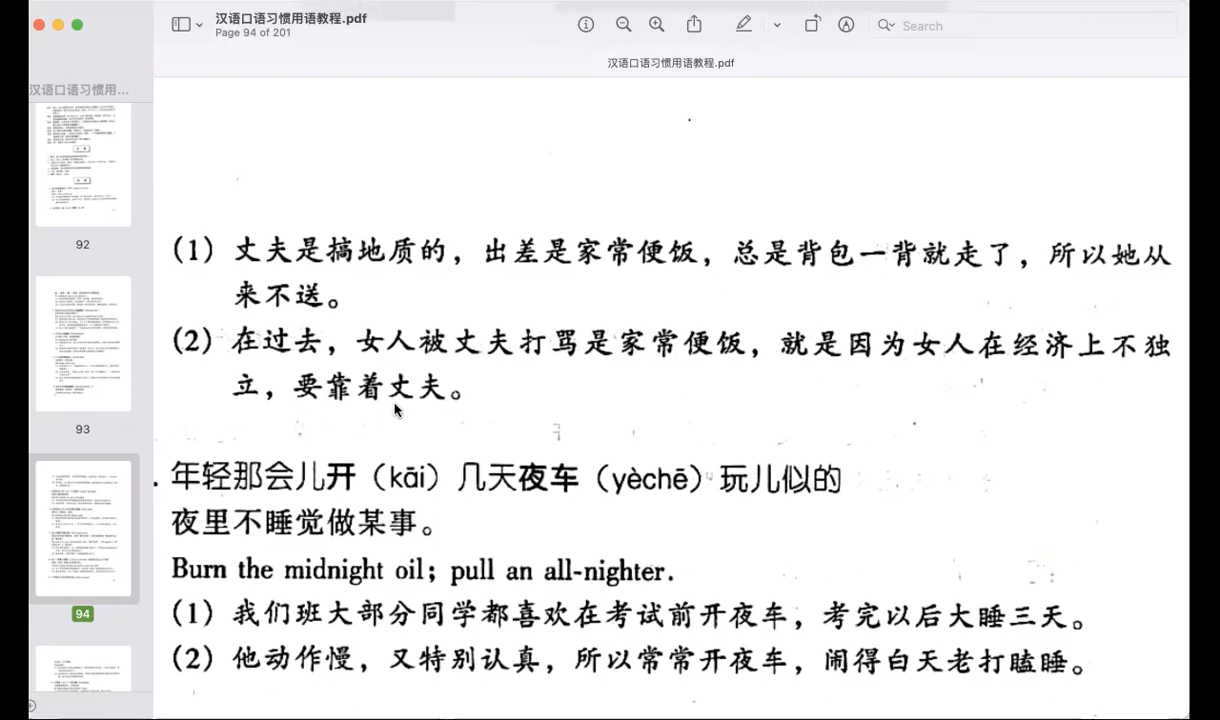 汉语口语习惯用语教程.pdf
Page 94 of 201
Search
汉语口语习惯用...
汉语口语习惯用语教程.pdf
92
93
94
(1) 丈夫是搞地质的，出差是家常便饭，总是背包一背就走了，所以她从
来不送。
(2) 在过去，女人被丈夫打骂是家常便饭，就是因为女人在经济上不独
立，要靠着丈夫。
. 年轻那会儿开（kāi）几天夜车（yèchē）玩儿似的
夜里不睡觉做某事。
Burn the midnight oil; pull an all-nighter.
(1) 我们班大部分同学都喜欢在考试前开夜车，考完以后大睡三天。
(2) 他动作慢，又特别认真，所以常常开夜车，闹得白天老打瞌睡。